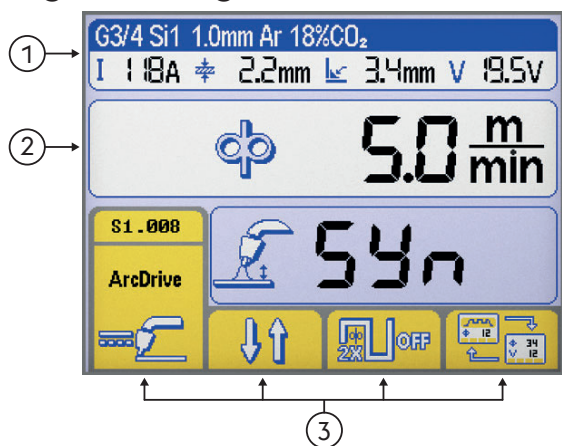 G3/4 Si1 1.0mm Ar 18%CO₂
I 118A 2.2mm 3.4mm V 19.5V
1
2
5.0 m/min
S1.008
Syn
ArcDrive
2X OFF
12
34
V 12
3